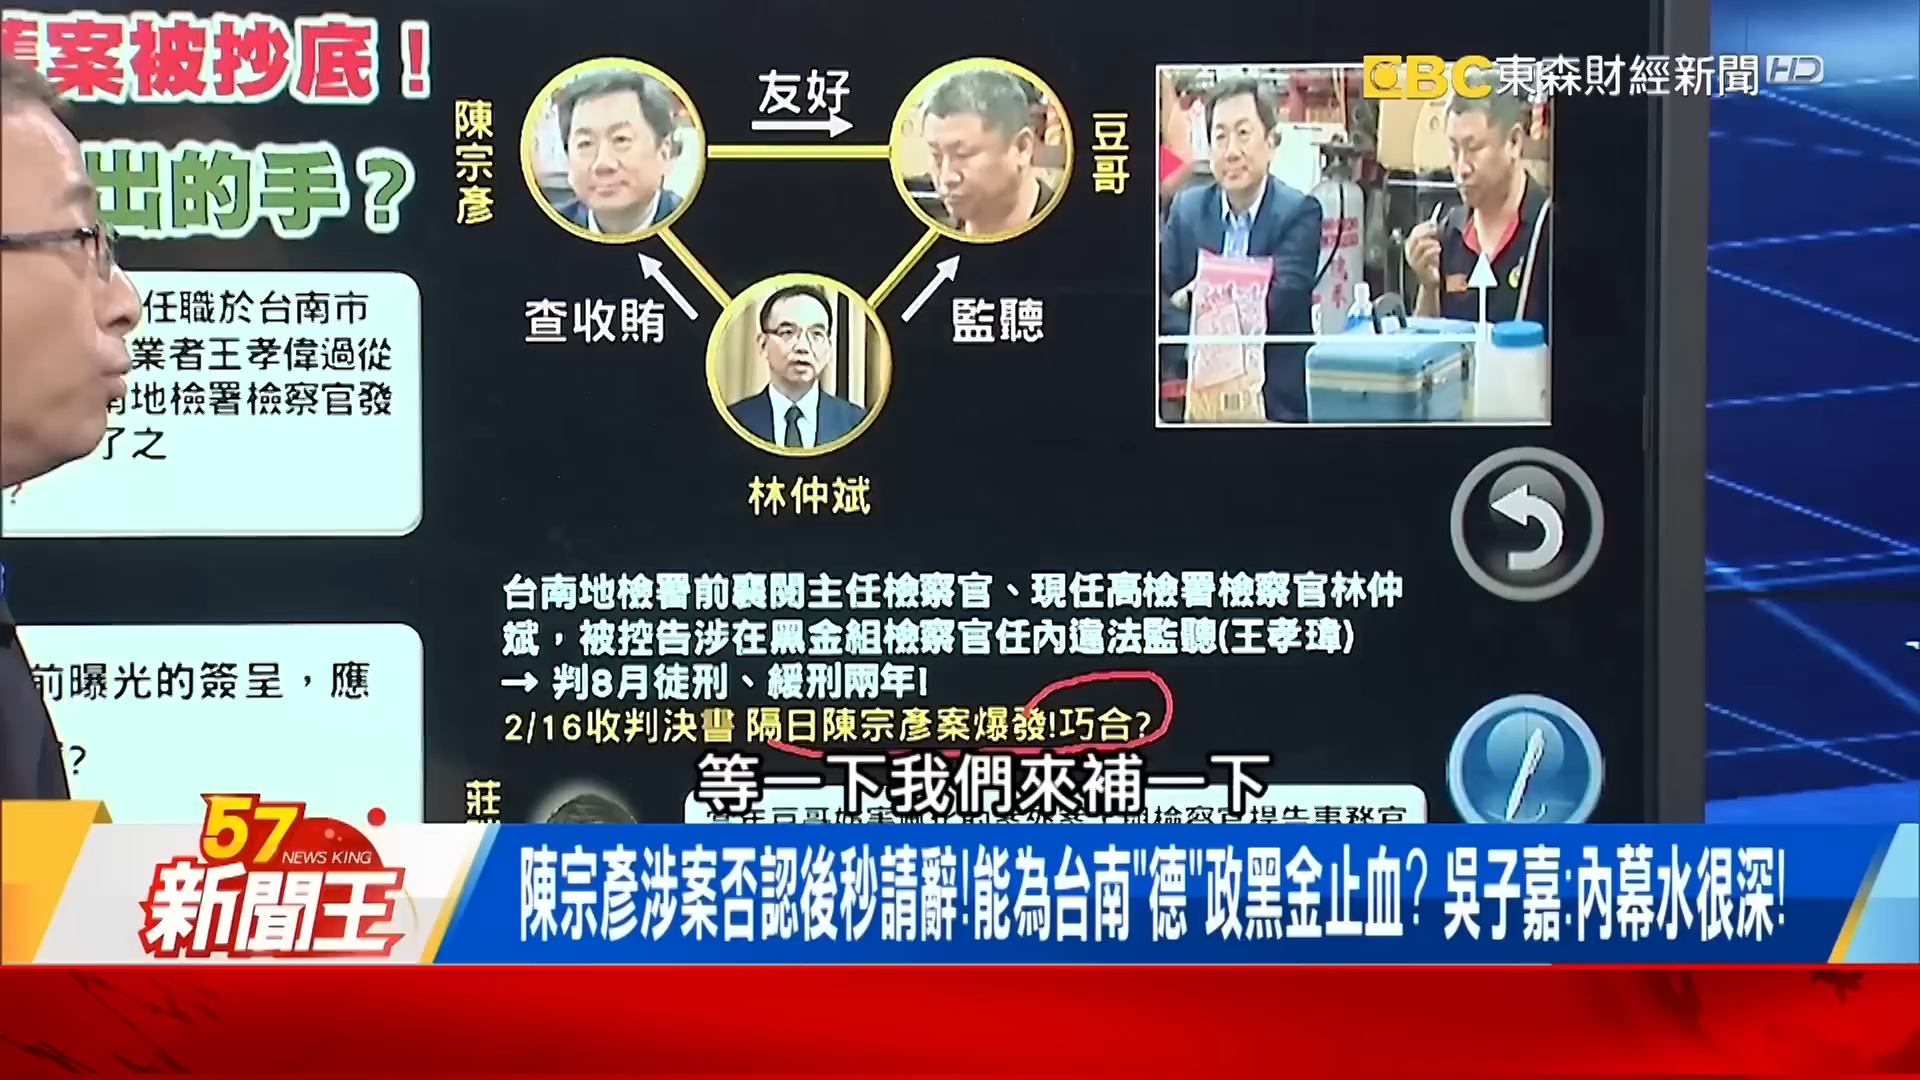 案被抄底！
出的手？
任職於台南市
業者王孝偉過從
地檢署檢察官發
了之
?
前曝光的簽呈，應
?
陳宗彥
友好
豆哥
查收賄
監聽
林仲斌
EBC東森財經新聞HD
台南地檢署前襄閱主任檢察官、現任高檢署檢察官林仲
斌，被控告涉在黑金組檢察官任內違法監聽(王孝瑋)
→ 判8月徒刑、緩刑兩年!
2/16收判決書 隔日陳宗彥案爆發!巧合?
莊
等一下我們來補一下
57
NEWS KING
新聞王
陳宗彥涉案否認後秒請辭!能為台南"德"政黑金止血? 吳子嘉:內幕水很深!